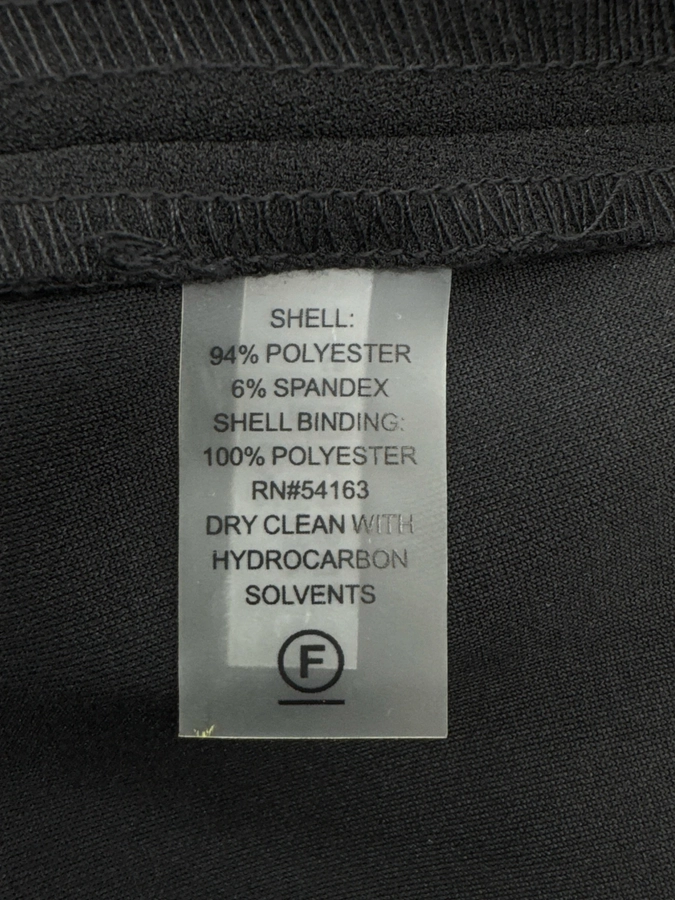 SHELL:
94% POLYESTER
6% SPANDEX
SHELL BINDING:
100% POLYESTER
RN#54163
DRY CLEAN WITH
HYDROCARBON
SOLVENTS
F